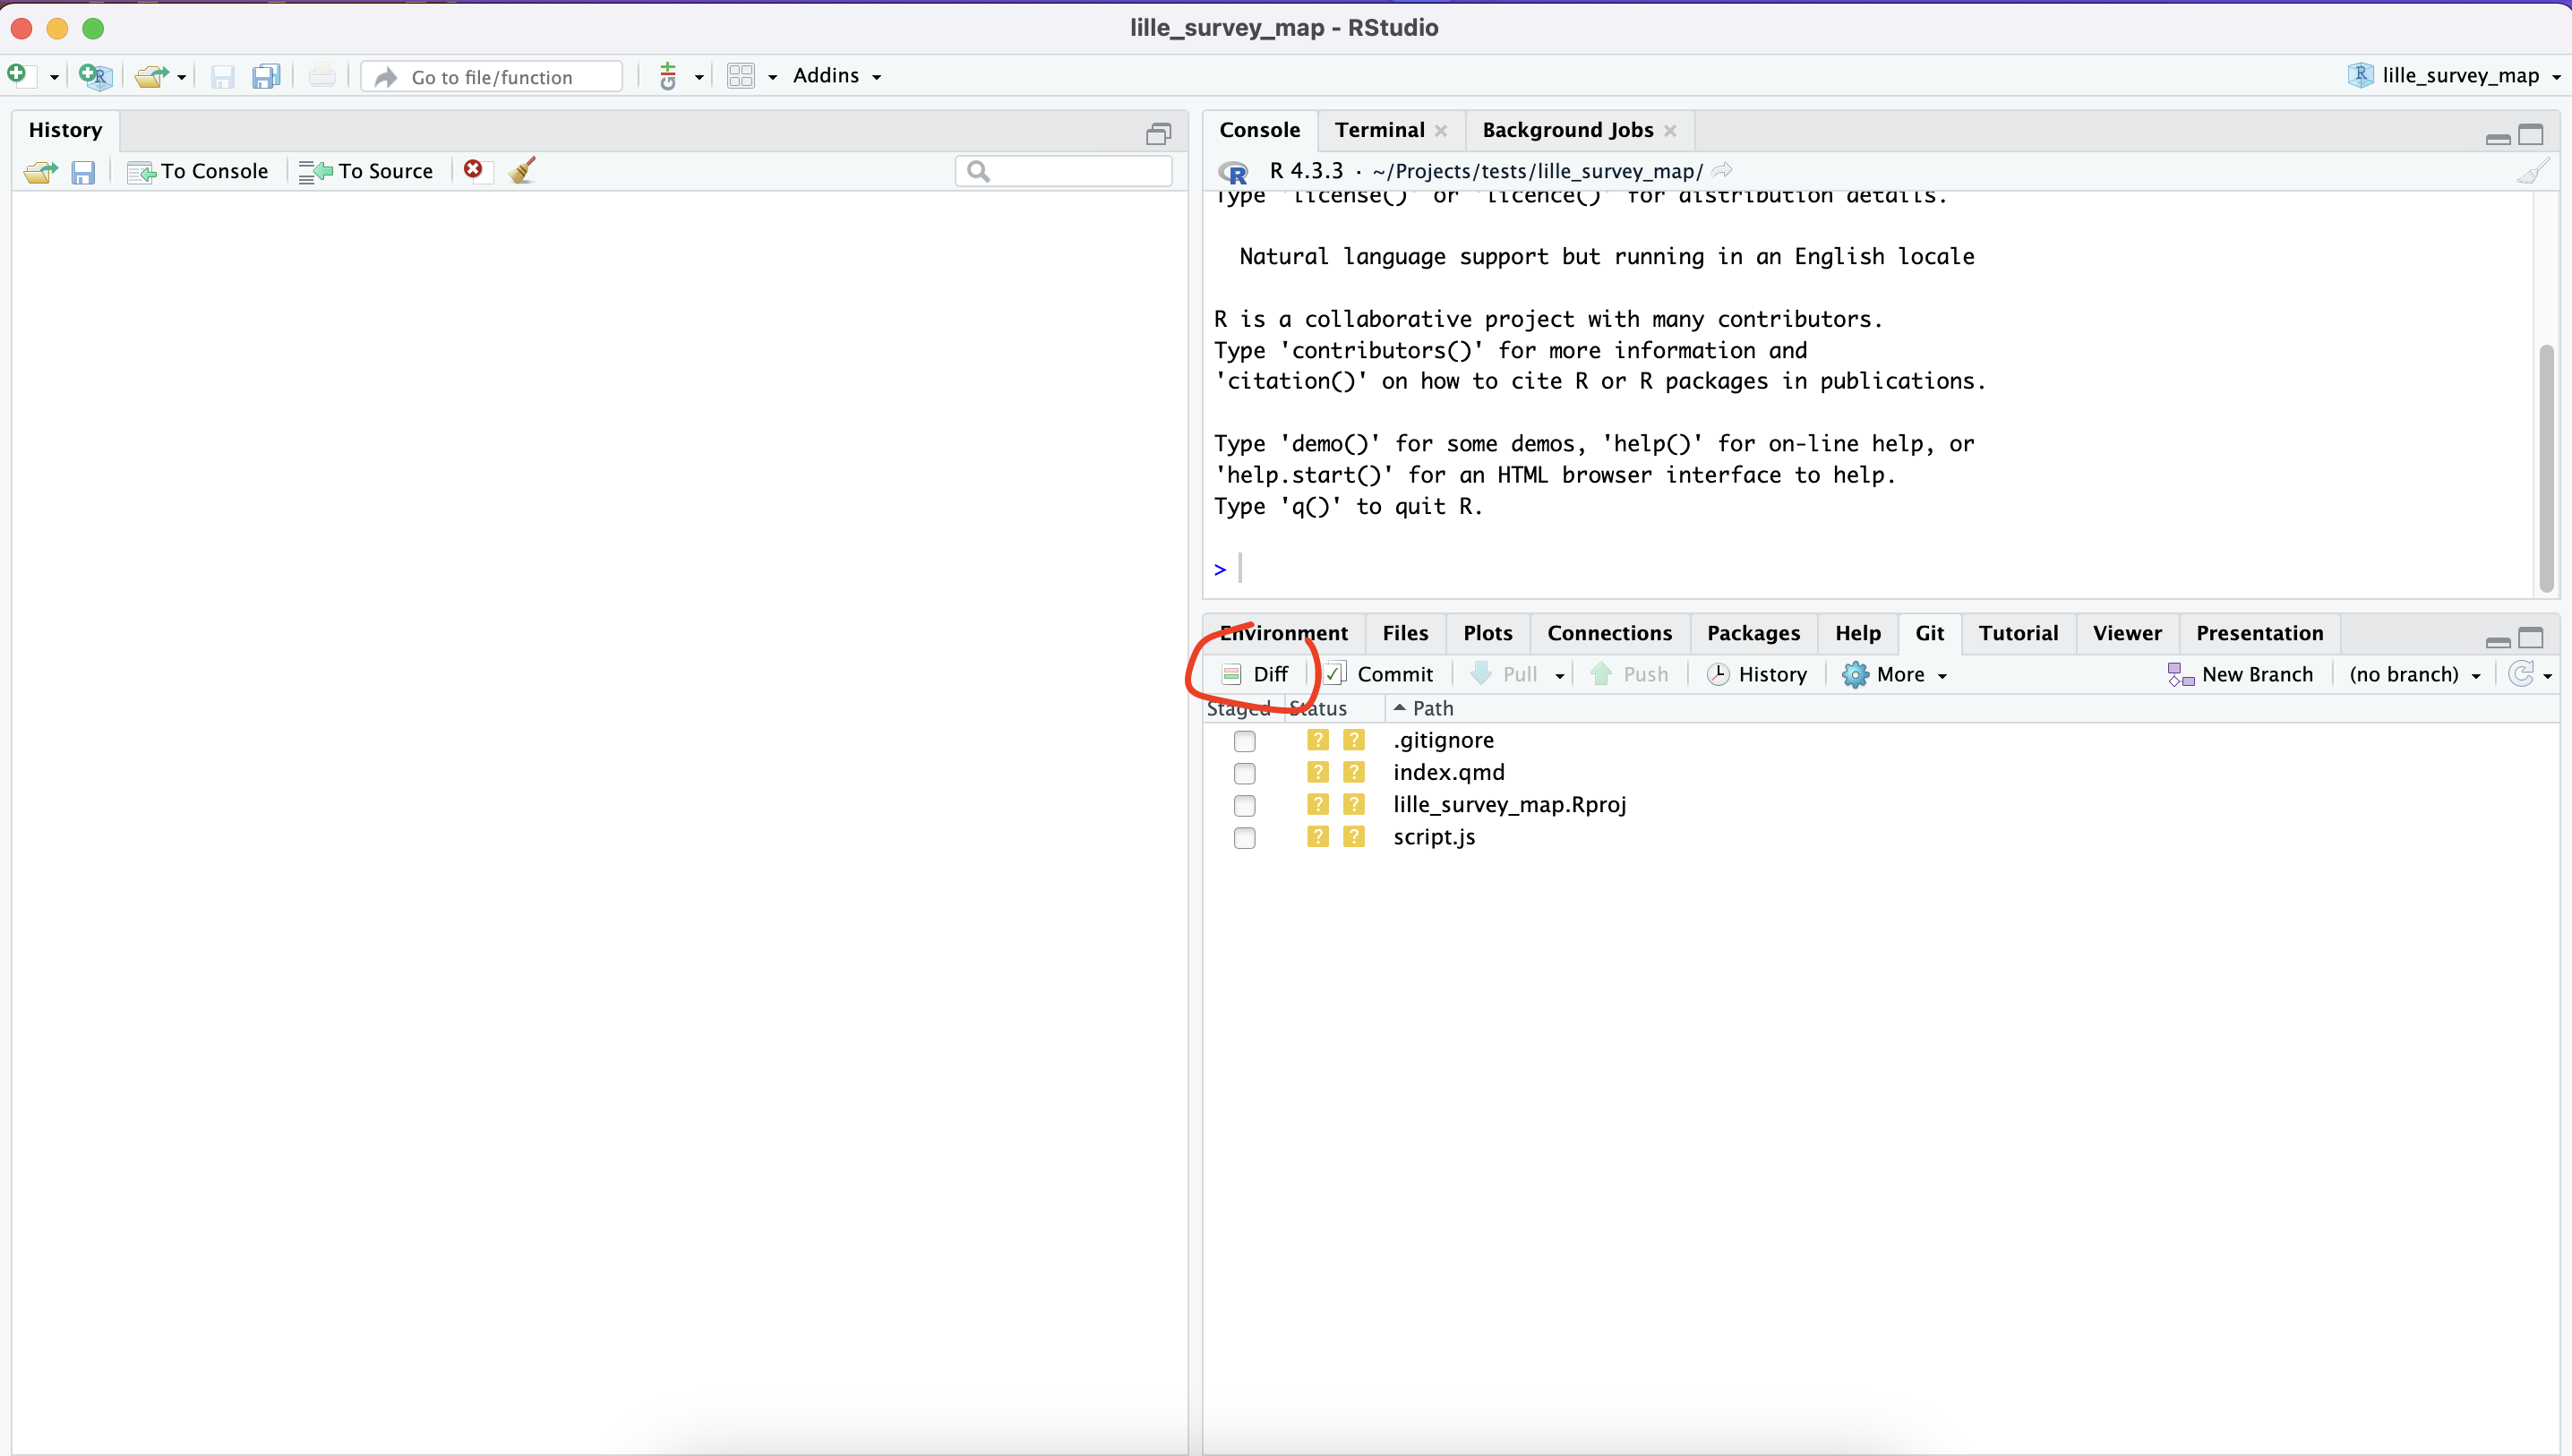 lille_survey_map - RStudio
Go to file/function
Addins
lille_survey_map
History
To Console
To Source
Console Terminal Background Jobs
R 4.3.3 · ~/Projects/tests/lille_survey_map/
Type 'license()' or 'licence()' for distribution details.
Natural language support but running in an English locale
R is a collaborative project with many contributors.
Type 'contributors()' for more information and
'citation()' on how to cite R or R packages in publications.
Type 'demo()' for some demos, 'help()' for on-line help, or
'help.start()' for an HTML browser interface to help.
Type 'q()' to quit R.
>
Environment Files Plots Connections Packages Help Git Tutorial Viewer Presentation
Diff Commit Pull Push History More New Branch (no branch)
Staged Status Path
? ? .gitignore
? ? index.qmd
? ? lille_survey_map.Rproj
? ? script.js